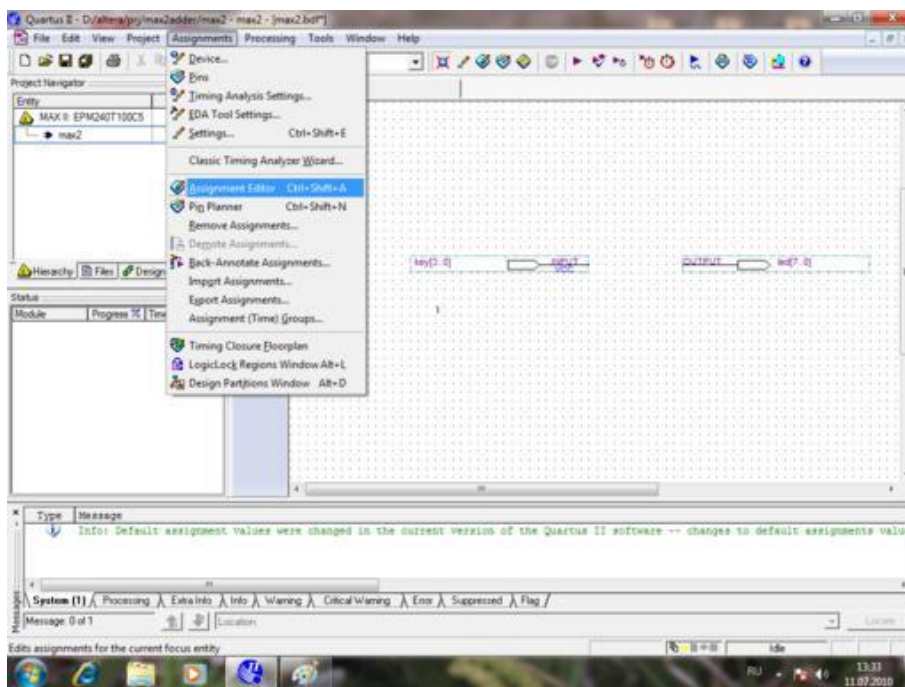 Quartus II - D:/altera/prj/max2adder/max2 - max2 - [max2.bdf*]
File Edit View Project Assignments Processing Tools Window Help
Device...
Pins
Timing Analysis Settings...
EDA Tool Settings...
Settings... Ctrl+Shift+E
Classic Timing Analyzer Wizard...
Assignment Editor Ctrl+Shift+A
Pin Planner Ctrl+Shift+N
Remove Assignments...
Demote Assignments...
Back-Annotate Assignments...
Import Assignments...
Export Assignments...
Assignment (Time) Groups...
Timing Closure Floorplan
LogicLock Regions Window Alt+L
Design Partitions Window Alt+D
Project Navigator
Entity
MAX II: EPM240T100C5
max2
Hierarchy Files Design
Status
Module Progress % Time
key[3..0] INPUT VCC
OUTPUT led[7..0]
Type Message
Info: Default assignment values were changed in the current version of the Quartus II software -- changes to default assignments valu
System (1) Processing Extra Info Info Warning Critical Warning Error Suppressed Flag
Messages
Message: 0 of 1 Location Locate
Edits assignments for the current focus entity Idle
RU 13:33
11.07.2010